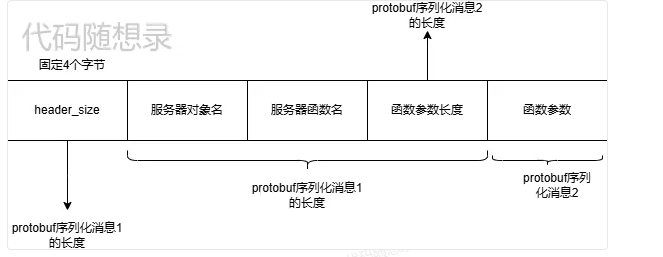 protobuf序列化消息2
的长度
代码随想录
固定4个字节
header_size
服务器对象名
服务器函数名
函数参数长度
函数参数
protobuf序列化消息1
的长度
protobuf序列
化消息2
protobuf序列化消息1
的长度